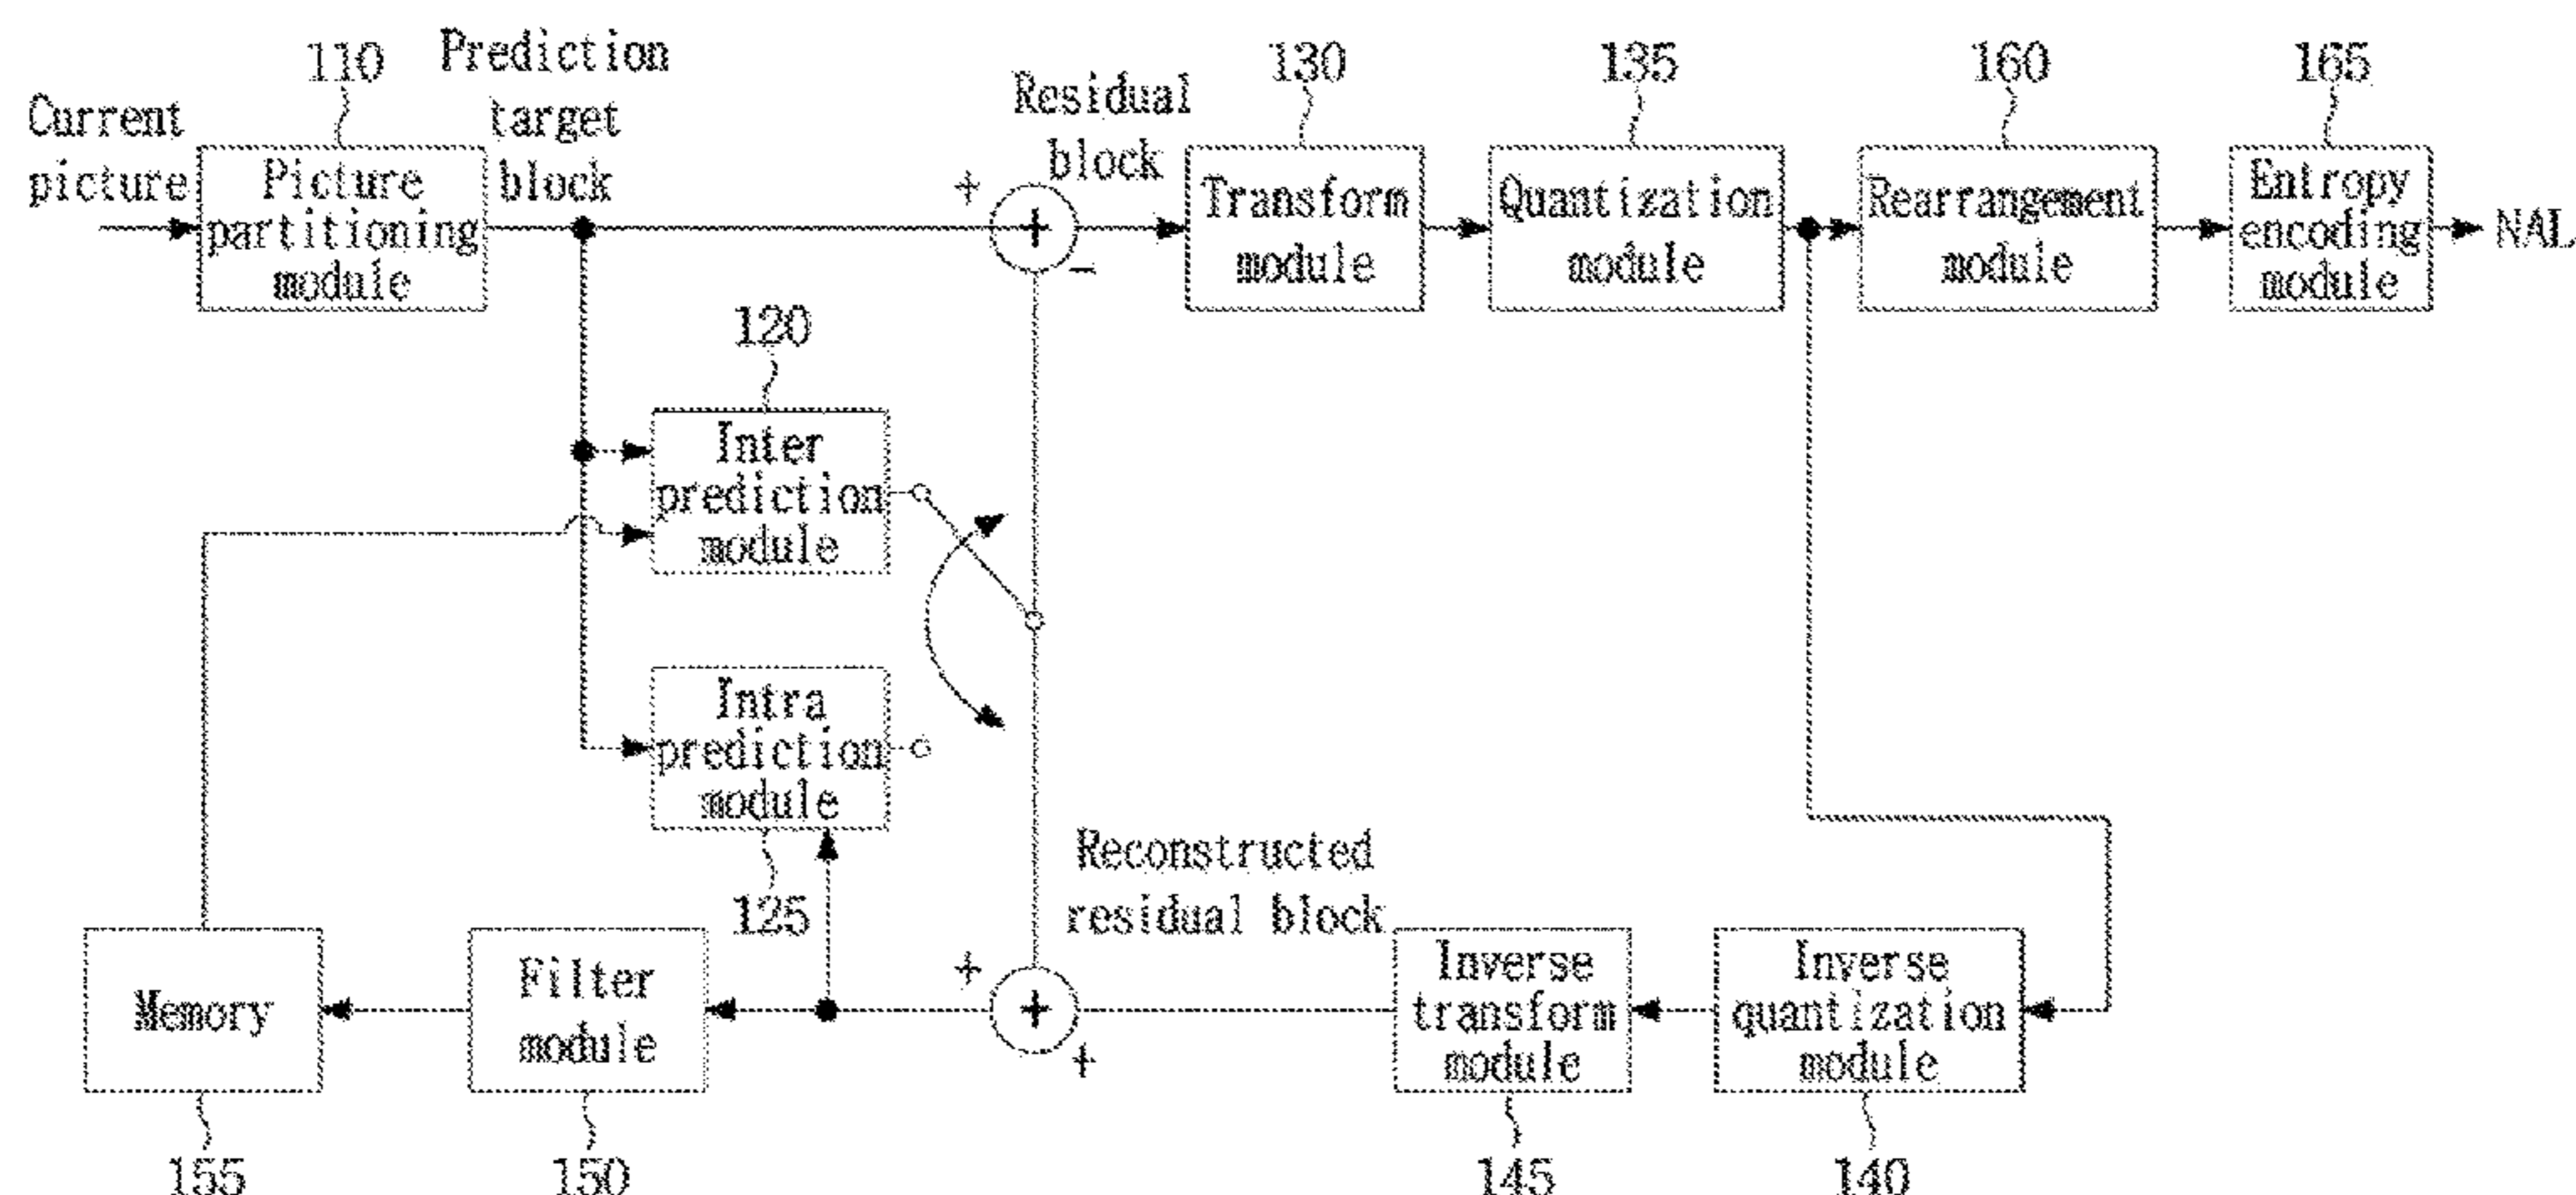 110
Prediction
target
block
Current
picture
Picture
partitioning
module
Residual
block
+
+
−
130
Transform
module
135
Quantization
module
160
Rearrangement
module
165
Entropy
encoding
module
NAL
120
Inter
prediction
module
Intra
prediction
module
125
Reconstructed
residual block
Memory
155
Filter
module
150
+
+
+
Inverse
transform
module
145
Inverse
quantization
module
140